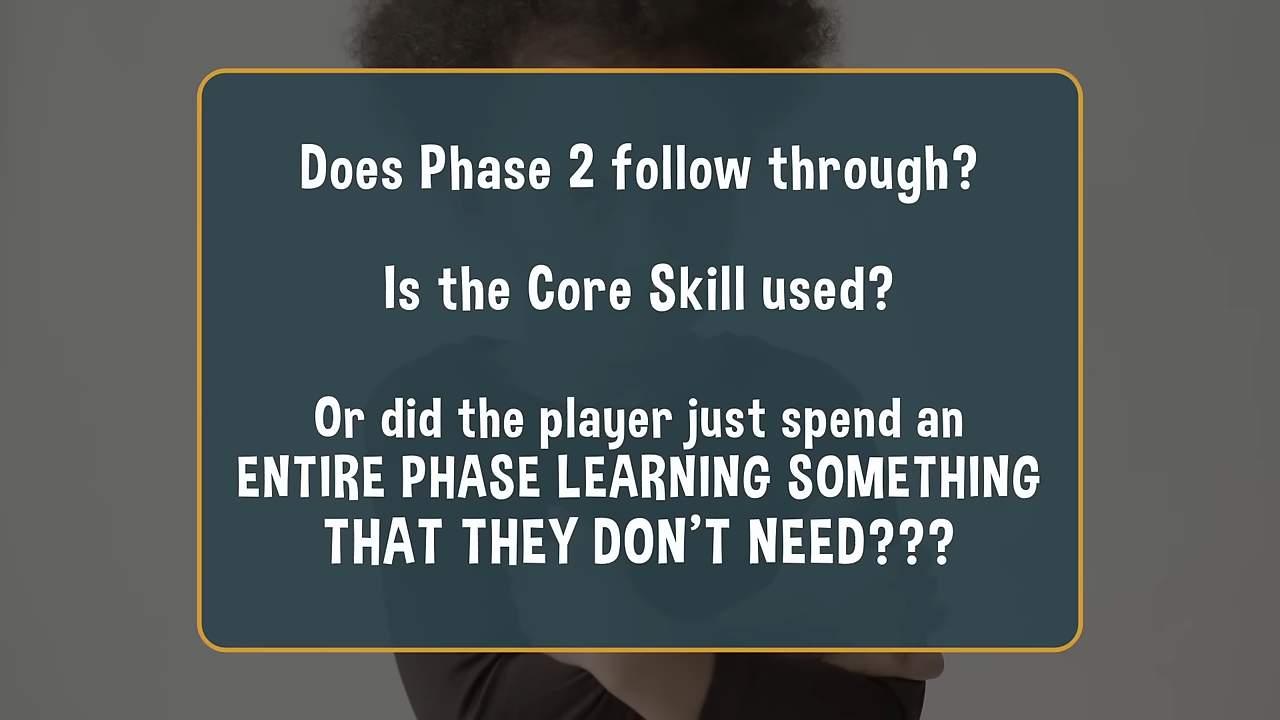 Does Phase 2 follow through?
Is the Core Skill used?
Or did the player just spend an
ENTIRE PHASE LEARNING SOMETHING
THAT THEY DON'T NEED???